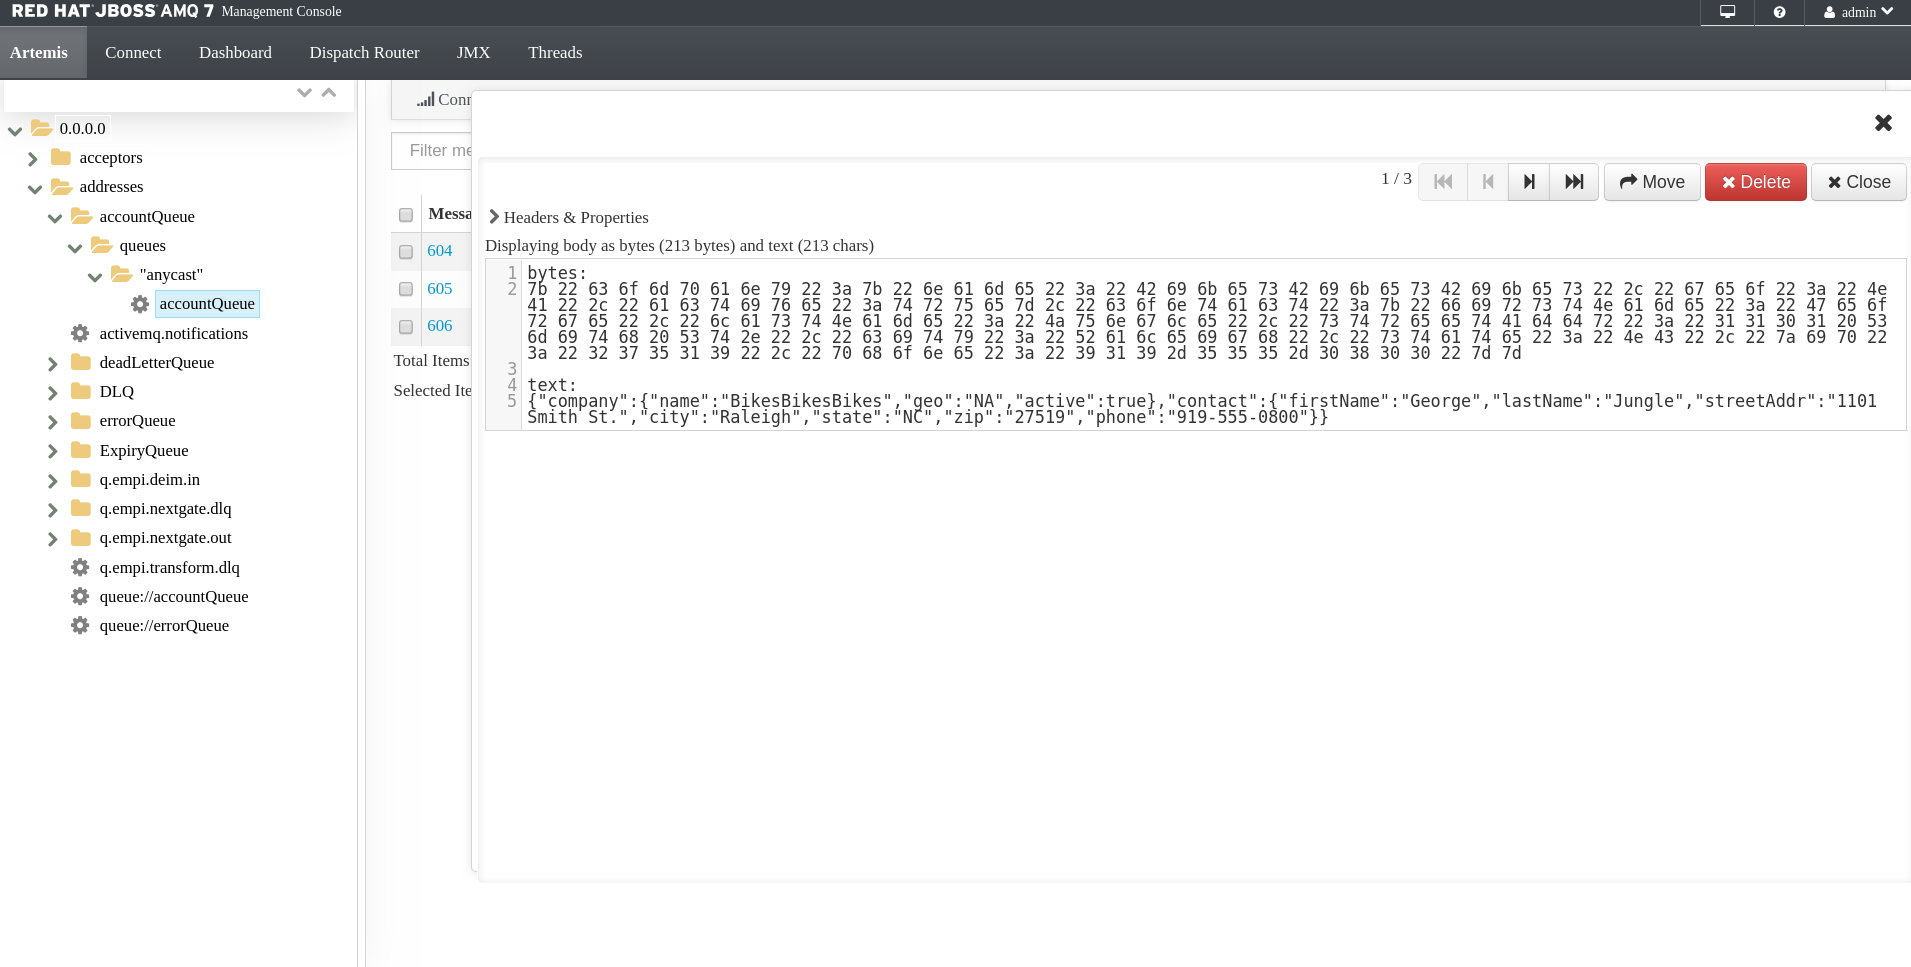 RED HAT JBOSS AMQ 7 Management Console
admin
Artemis Connect Dashboard Dispatch Router JMX Threads
0.0.0.0
acceptors
addresses
accountQueue
queues
"anycast"
accountQueue
activemq.notifications
deadLetterQueue
DLQ
errorQueue
ExpiryQueue
q.empi.deim.in
q.empi.nextgate.dlq
q.empi.nextgate.out
q.empi.transform.dlq
queue://accountQueue
queue://errorQueue
Conn
Filter me
Messa
604
605
606
Total Items
Selected Ite
1 / 3 Move Delete Close
Headers & Properties
Displaying body as bytes (213 bytes) and text (213 chars)
1 bytes:
2 7b 22 63 6f 6d 70 61 6e 79 22 3a 7b 22 6e 61 6d 65 22 3a 22 42 69 6b 65 73 42 69 6b 65 73 42 69 6b 65 73 22 2c 22 67 65 6f 22 3a 22 4e
41 22 2c 22 61 63 74 69 76 65 22 3a 74 72 75 65 7d 2c 22 63 6f 6e 74 61 63 74 22 3a 7b 22 66 69 72 73 74 4e 61 6d 65 22 3a 22 47 65 6f
72 67 65 22 2c 22 6c 61 73 74 4e 61 6d 65 22 3a 22 4a 75 6e 67 6c 65 22 2c 22 73 74 72 65 65 74 41 64 64 72 22 3a 22 31 31 30 31 20 53
6d 69 74 68 20 53 74 2e 22 2c 22 63 69 74 79 22 3a 22 52 61 6c 65 69 67 68 22 2c 22 73 74 61 74 65 22 3a 22 4e 43 22 2c 22 7a 69 70 22
3a 22 32 37 35 31 39 22 2c 22 70 68 6f 6e 65 22 3a 22 39 31 39 2d 35 35 35 2d 30 38 30 30 22 7d 7d
3
4 text:
5 {"company":{"name":"BikesBikesBikes","geo":"NA","active":true},"contact":{"firstName":"George","lastName":"Jungle","streetAddr":"1101
Smith St.","city":"Raleigh","state":"NC","zip":"27519","phone":"919-555-0800"}}